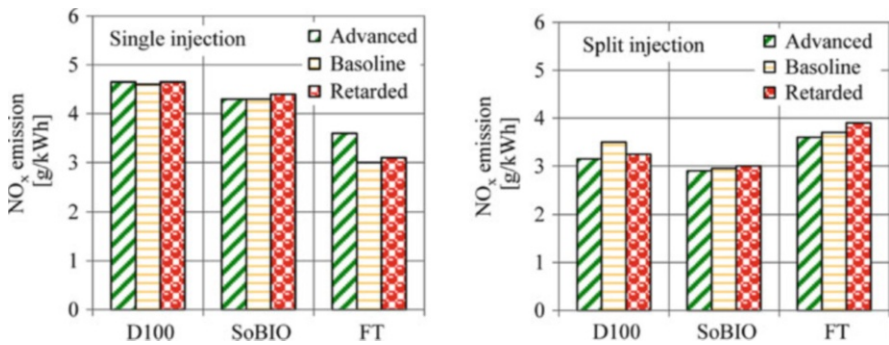 Single injection
Advanced
Basoline
Retarded
NOx emission
[g/kWh]
6
5
4
3
2
1
0
D100 SoBIO FT
Split injection
Advanced
Basoline
Retarded
NOx emission
[g/kWh]
6
5
4
3
2
1
0
D100 SoBIO FT